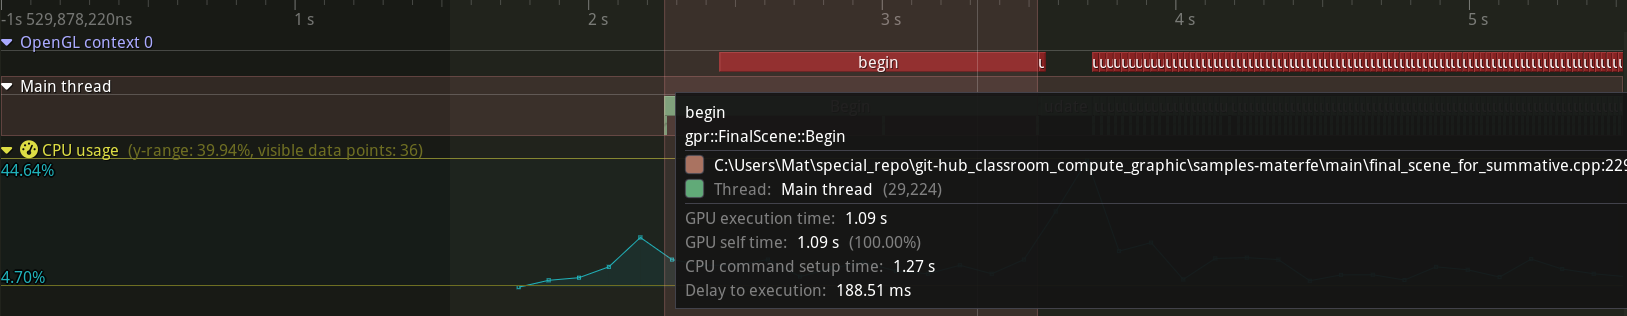 -1s 529,878,220ns 1 s 2 s 3 s 4 s 5 s
OpenGL context 0
begin
Main thread
begin
gpr::FinalScene::Begin
CPU usage (y-range: 39.94%, visible data points: 36)
C:\Users\Mat\special_repo\git-hub_classroom_compute_graphic\samples-materfe\main\final_scene_for_summative.cpp:229
44.64%
Thread: Main thread (29,224)
GPU execution time: 1.09 s
GPU self time: 1.09 s (100.00%)
CPU command setup time: 1.27 s
4.70%
Delay to execution: 188.51 ms